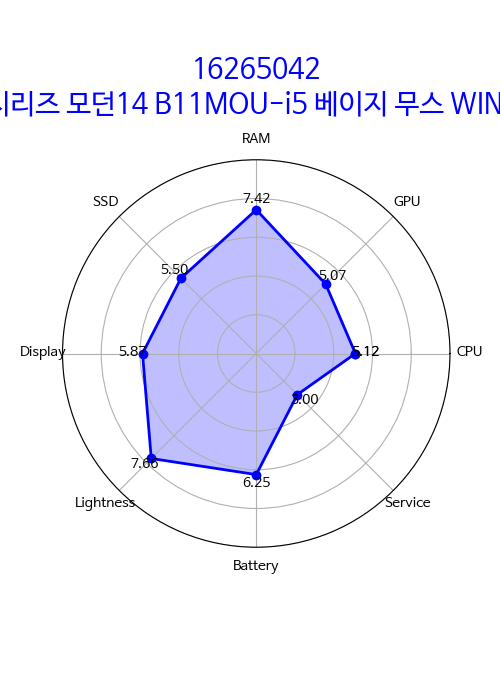 16265042
시리즈 모던14 B11MOU-i5 베이지 무스 WIN
RAM
SSD
7.42
GPU
5.50
5.07
Display
5.87
5.12
CPU
3.00
7.66
6.25
Lightness
Service
Battery